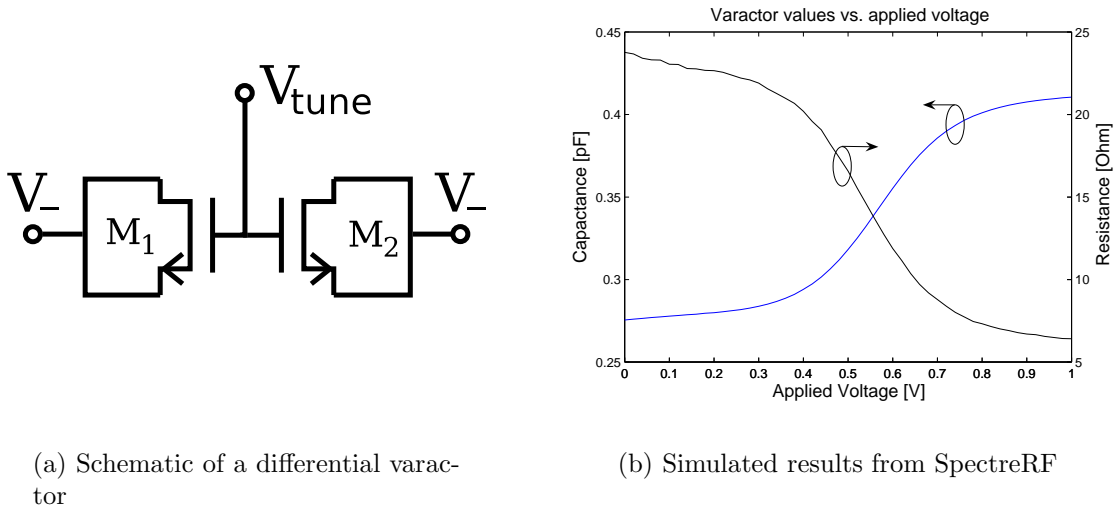 V_tune
V_–
M_1
M_2
V_–
(a) Schematic of a differential varac-
tor
Varactor values vs. applied voltage
Capactance [pF]
0.45
0.4
0.35
0.3
0.25
25
20
15
10
5
Resistance [Ohm]
0 0.1 0.2 0.3 0.4 0.5 0.6 0.7 0.8 0.9 1
Applied Voltage [V]
(b) Simulated results from SpectreRF